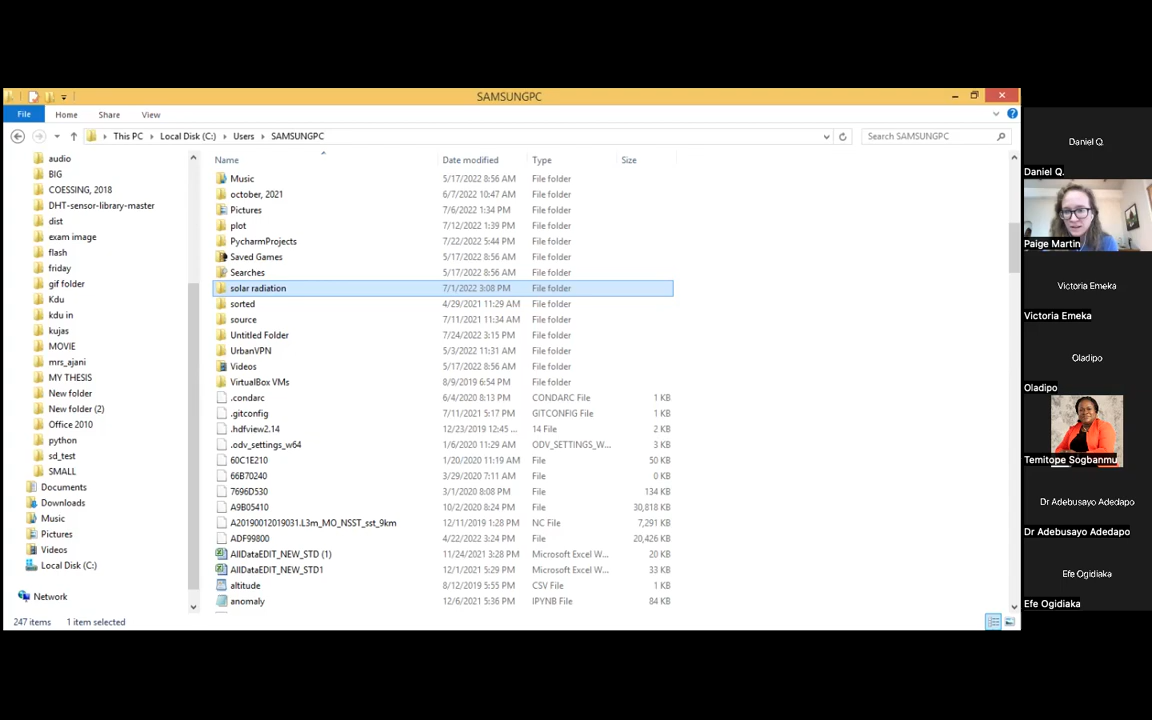 SAMSUNGPC
File Home Share View
This PC Local Disk (C:) Users SAMSUNGPC
Search SAMSUNGPC
audio
BIG
COESSING, 2018
DHT-sensor-library-master
dist
exam image
flash
friday
gif folder
Kdu
kdu in
kujas
MOVIE
mrs_ajani
MY THESIS
New folder
New folder (2)
Office 2010
python
sd_test
SMALL
Documents
Downloads
Music
Pictures
Videos
Local Disk (C:)
Network
Name Date modified Type Size
Music 5/17/2022 8:56 AM File folder
october, 2021 6/7/2022 10:47 AM File folder
Pictures 7/6/2022 1:34 PM File folder
plot 7/12/2022 1:39 PM File folder
PycharmProjects 7/22/2022 5:44 PM File folder
Saved Games 5/17/2022 8:56 AM File folder
Searches 5/17/2022 8:56 AM File folder
solar radiation 7/1/2022 3:08 PM File folder
sorted 4/29/2021 11:29 AM File folder
source 7/11/2021 11:34 AM File folder
Untitled Folder 7/24/2022 3:15 PM File folder
UrbanVPN 5/3/2022 11:31 AM File folder
Videos 5/17/2022 8:56 AM File folder
VirtualBox VMs 8/9/2019 6:54 PM File folder
.condarc 6/4/2020 8:13 PM CONDARC File 1 KB
.gitconfig 7/11/2021 5:17 PM GITCONFIG File 1 KB
.hdfview2.14 12/23/2019 12:45 ... 14 File 2 KB
.odv_settings_w64 1/6/2020 11:29 AM ODV_SETTINGS_W... 3 KB
60C1E210 1/20/2020 11:19 AM File 50 KB
66B70240 3/29/2020 7:11 AM File 0 KB
7696D530 3/1/2020 8:08 PM File 134 KB
A9B05410 10/2/2020 8:24 PM File 30,818 KB
A20190012019031.L3m_MO_NSST_sst_9km 12/11/2019 1:28 PM NC File 7,291 KB
ADF99800 4/22/2022 3:24 PM File 20,426 KB
AllDataEDIT_NEW_STD (1) 11/24/2021 3:28 PM Microsoft Excel W... 20 KB
AllDataEDIT_NEW_STD1 12/1/2021 5:29 PM Microsoft Excel W... 33 KB
altitude 8/12/2019 5:55 PM CSV File 1 KB
anomaly 12/6/2021 5:36 PM IPYNB File 84 KB
247 items 1 item selected
Daniel Q.
Daniel Q.
Paige Martin
Victoria Emeka
Victoria Emeka
Oladipo
Oladipo
Temitope Sogbanmu
Dr Adebusayo Adedapo
Dr Adebusayo Adedapo
Efe Ogidiaka
Efe Ogidiaka